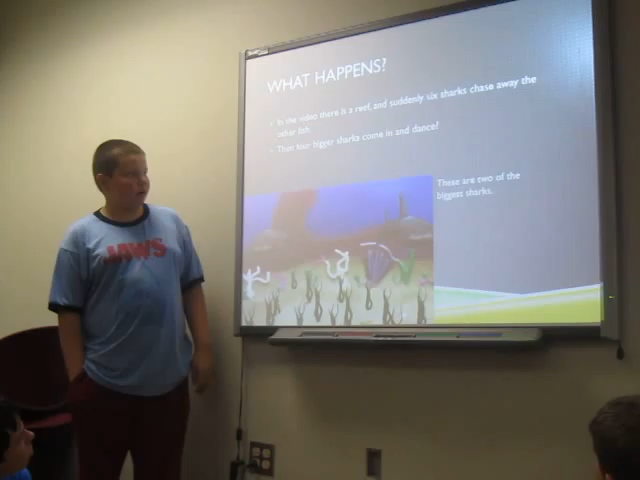 WHAT HAPPENS?
In the video there is a reef, and suddenly six sharks chase away the
other fish
Then four bigger sharks come in and dance!
These are two of the
biggest sharks.
JAWS